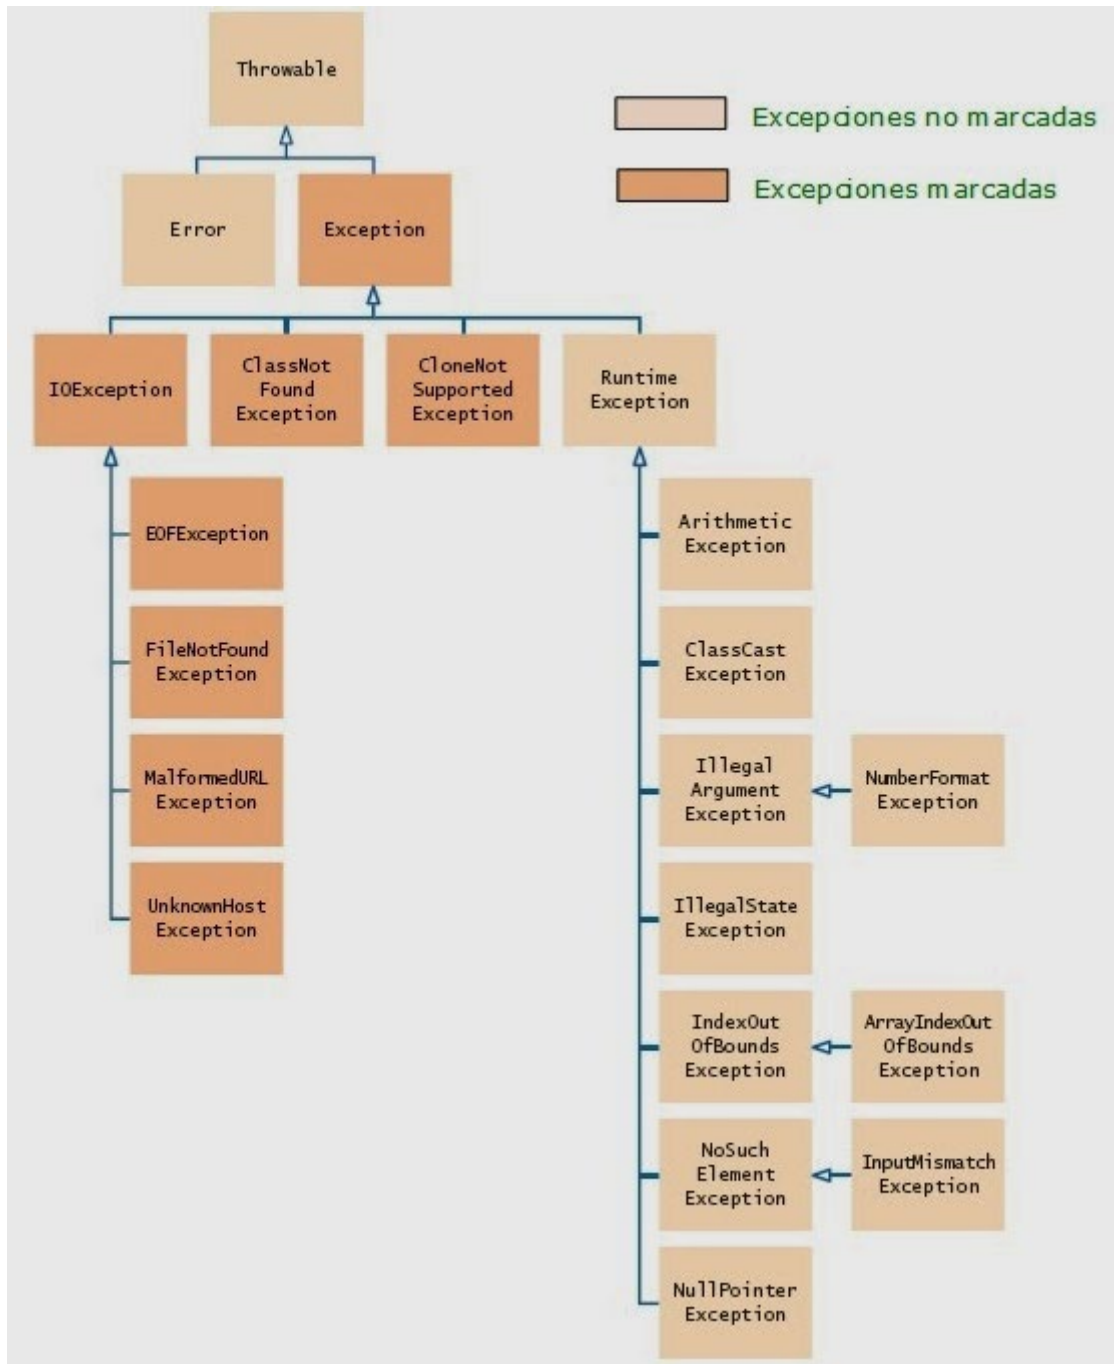 Throwable
Excepciones no marcadas
Excepciones marcadas
Error
Exception
IOException
ClassNot
Found
Exception
CloneNot
Supported
Exception
Runtime
Exception
EOFException
FileNotFound
Exception
MalformedURL
Exception
UnknownHost
Exception
Arithmetic
Exception
ClassCast
Exception
Illegal
Argument
Exception
NumberFormat
Exception
IllegalState
Exception
IndexOut
OfBounds
Exception
ArrayIndexOut
OfBounds
Exception
NoSuch
Element
Exception
InputMismatch
Exception
NullPointer
Exception